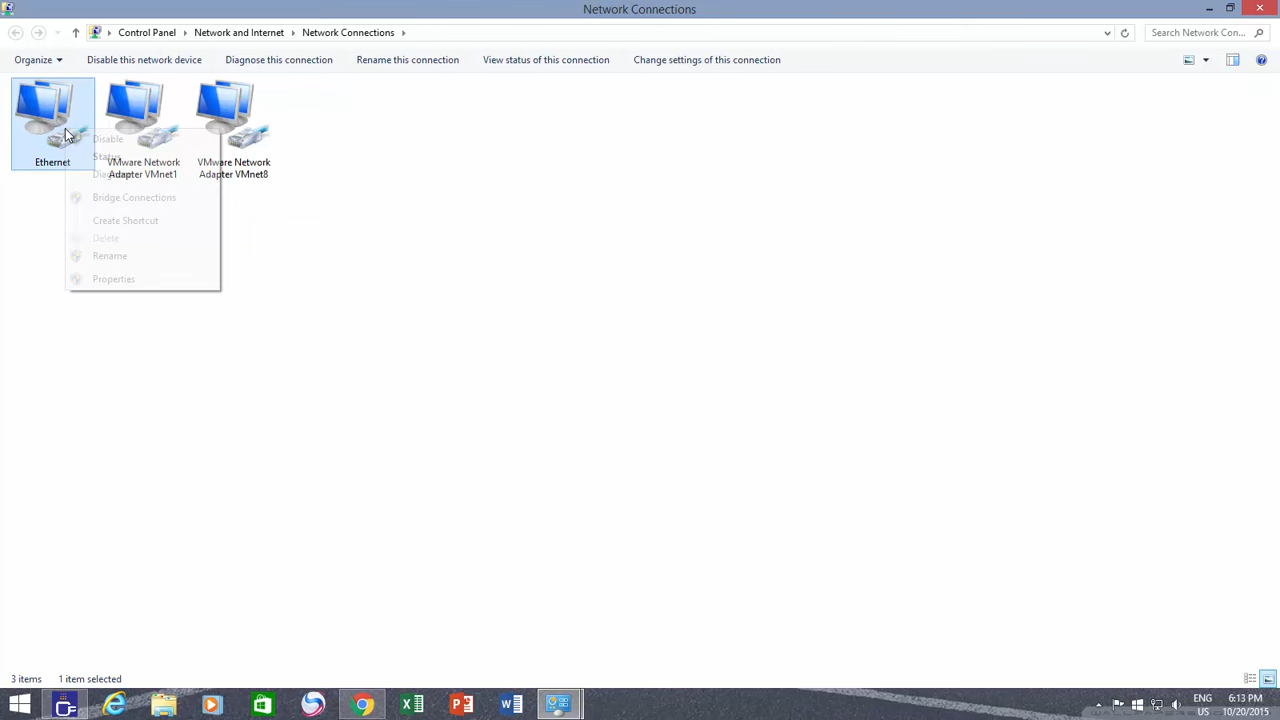 Network Connections
Control Panel Network and Internet Network Connections
Search Network Con...
Organize Disable this network device Diagnose this connection Rename this connection View status of this connection Change settings of this connection
Ethernet
VMware Network
Adapter VMnet1
VMware Network
Adapter VMnet8
Disable
Status
Bridge Connections
Create Shortcut
Delete
Rename
Properties
3 items 1 item selected
ENG
US
6:13 PM
10/20/2015